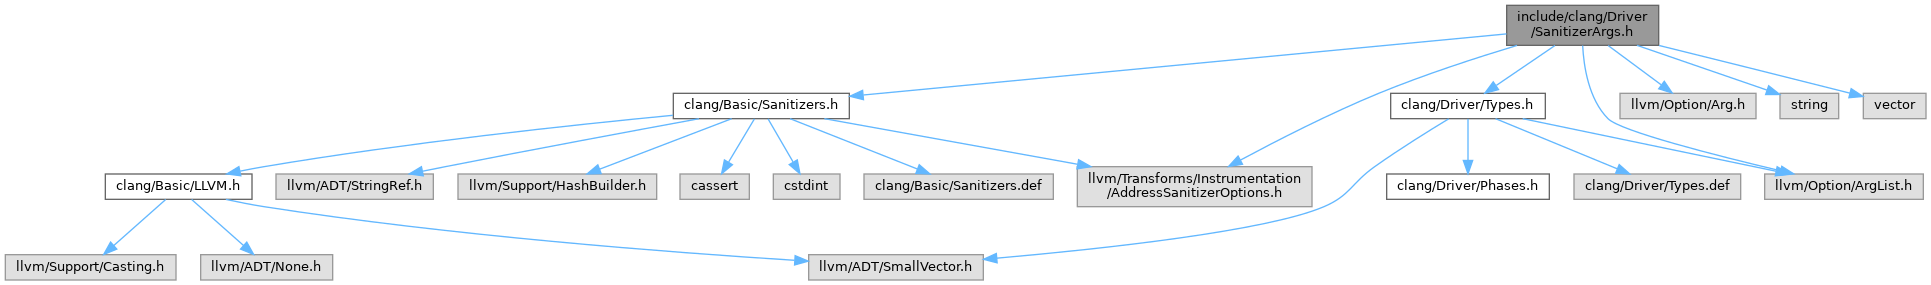 include/clang/Driver
/SanitizerArgs.h
clang/Basic/Sanitizers.h
clang/Driver/Types.h
llvm/Option/Arg.h
string
vector
clang/Basic/LLVM.h
llvm/ADT/StringRef.h
llvm/Support/HashBuilder.h
cassert
cstdint
clang/Basic/Sanitizers.def
llvm/Transforms/Instrumentation
/AddressSanitizerOptions.h
clang/Driver/Phases.h
clang/Driver/Types.def
llvm/Option/ArgList.h
llvm/Support/Casting.h
llvm/ADT/None.h
llvm/ADT/SmallVector.h